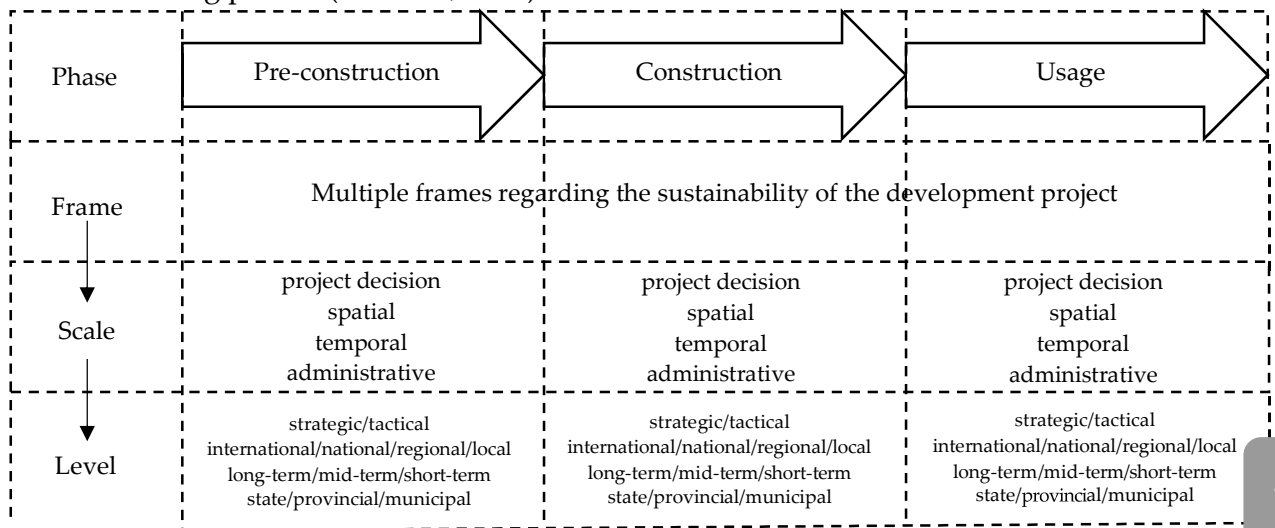 Phase
Pre-construction
Construction
Usage
Frame
Multiple frames regarding the sustainability of the development project
Scale
project decision
spatial
temporal
administrative
project decision
spatial
temporal
administrative
project decision
spatial
temporal
administrative
Level
strategic/tactical
international/national/regional/local
long-term/mid-term/short-term
state/provincial/municipal
strategic/tactical
international/national/regional/local
long-term/mid-term/short-term
state/provincial/municipal
strategic/tactical
international/national/regional/local
long-term/mid-term/short-term
state/provincial/municipal